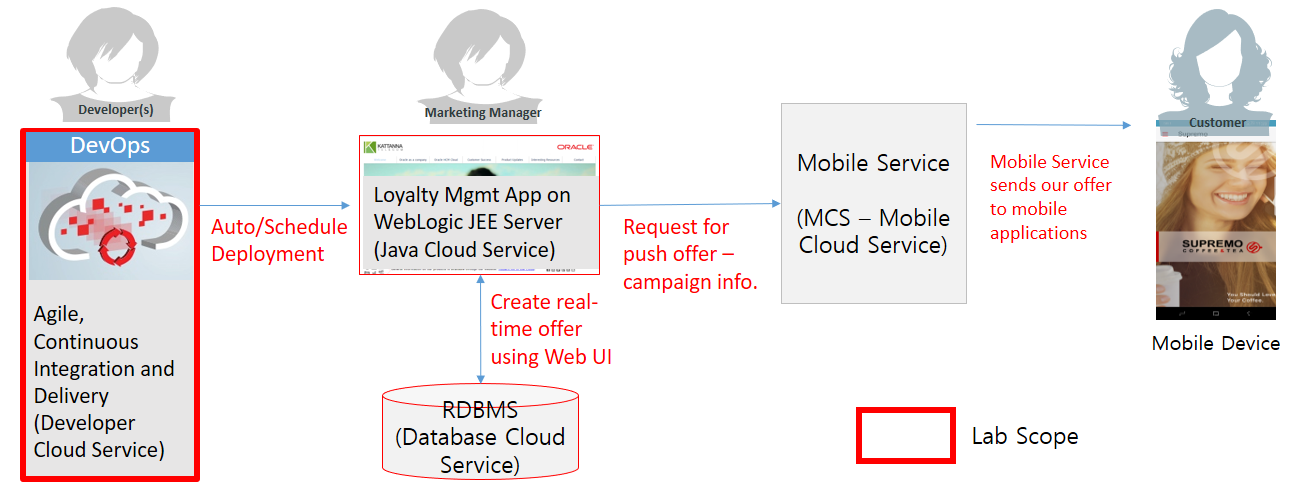 Developer(s)
DevOps
Agile,
Continuous
Integration and
Delivery
(Developer
Cloud Service)
Auto/Schedule
Deployment
Marketing Manager
KATTANNA
ORACLE
Loyalty Mgmt App on
WebLogic JEE Server
(Java Cloud Service)
Create real-
time offer
using Web UI
RDBMS
(Database Cloud
Service)
Request for
push offer –
campaign info.
Mobile Service
(MCS – Mobile
Cloud Service)
Mobile Service
sends our offer
to mobile
applications
Customer
Supremo
SUPREMO
COFFEE&TEA
You Should
Your Coffee.
Mobile Device
Lab Scope